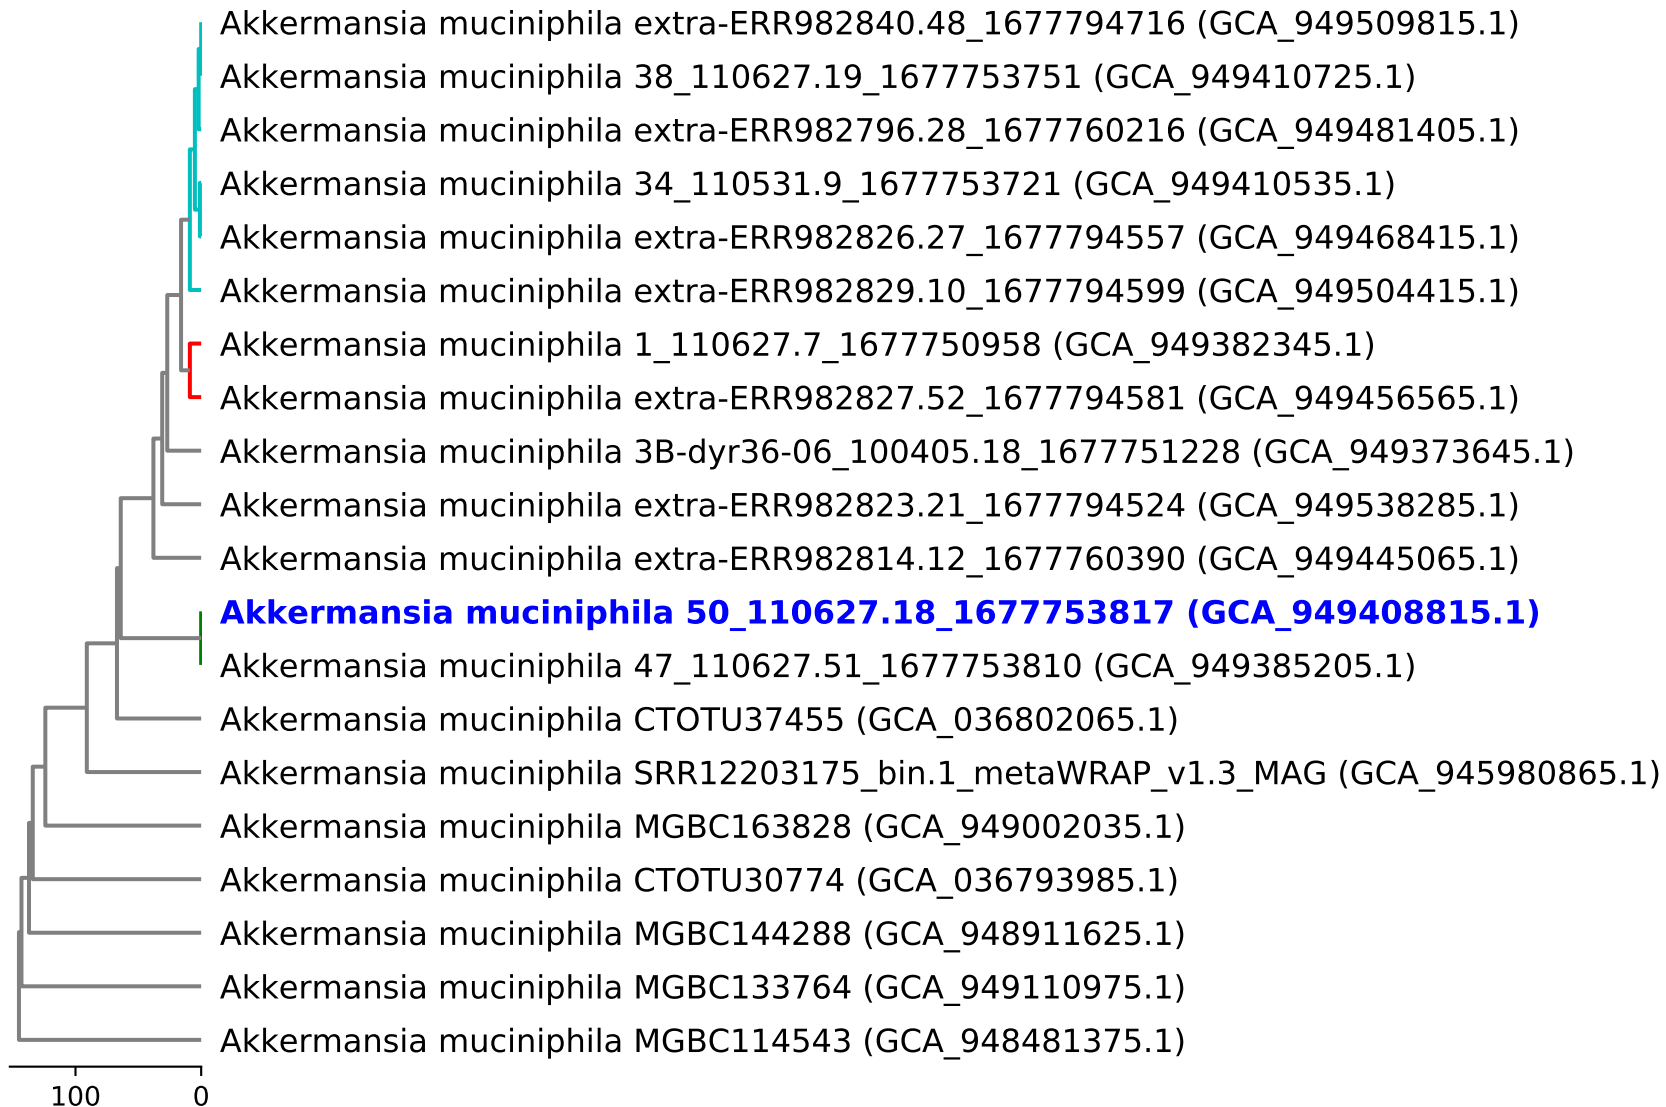 Akkermansia muciniphila extra-ERR982840.48_1677794716 (GCA_949509815.1)
Akkermansia muciniphila 38_110627.19_1677753751 (GCA_949410725.1)
Akkermansia muciniphila extra-ERR982796.28_1677760216 (GCA_949481405.1)
Akkermansia muciniphila 34_110531.9_1677753721 (GCA_949410535.1)
Akkermansia muciniphila extra-ERR982826.27_1677794557 (GCA_949468415.1)
Akkermansia muciniphila extra-ERR982829.10_1677794599 (GCA_949504415.1)
Akkermansia muciniphila 1_110627.7_1677750958 (GCA_949382345.1)
Akkermansia muciniphila extra-ERR982827.52_1677794581 (GCA_949456565.1)
Akkermansia muciniphila 3B-dyr36-06_100405.18_1677751228 (GCA_949373645.1)
Akkermansia muciniphila extra-ERR982823.21_1677794524 (GCA_949538285.1)
Akkermansia muciniphila extra-ERR982814.12_1677760390 (GCA_949445065.1)
Akkermansia muciniphila 50_110627.18_1677753817 (GCA_949408815.1)
Akkermansia muciniphila 47_110627.51_1677753810 (GCA_949385205.1)
Akkermansia muciniphila CTOTU37455 (GCA_036802065.1)
Akkermansia muciniphila SRR12203175_bin.1_metaWRAP_v1.3_MAG (GCA_945980865.1)
Akkermansia muciniphila MGBC163828 (GCA_949002035.1)
Akkermansia muciniphila CTOTU30774 (GCA_036793985.1)
Akkermansia muciniphila MGBC144288 (GCA_948911625.1)
Akkermansia muciniphila MGBC133764 (GCA_949110975.1)
Akkermansia muciniphila MGBC114543 (GCA_948481375.1)
100 0